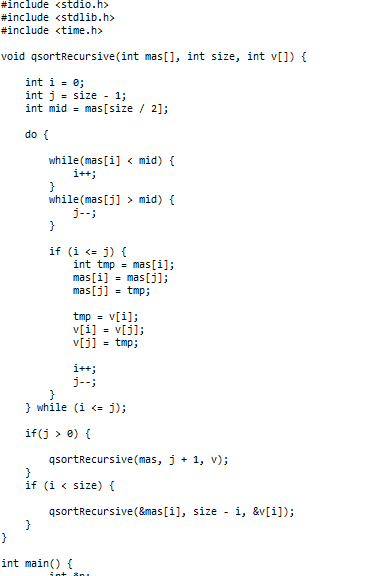 #include <stdio.h>
#include <stdlib.h>
#include <time.h>
void qsortRecursive(int mas[], int size, int v[]) {
int i = 0;
int j = size - 1;
int mid = mas[size / 2];
do {
while(mas[i] < mid) {
i++;
}
while(mas[j] > mid) {
j--;
}
if (i <= j) {
int tmp = mas[i];
mas[i] = mas[j];
mas[j] = tmp;
tmp = v[i];
v[i] = v[j];
v[j] = tmp;
i++;
j--;
}
} while (i <= j);
if(j > 0) {
qsortRecursive(mas, j + 1, v);
}
if (i < size) {
qsortRecursive(&mas[i], size - i, &v[i]);
}
}
int main() {
int *n;